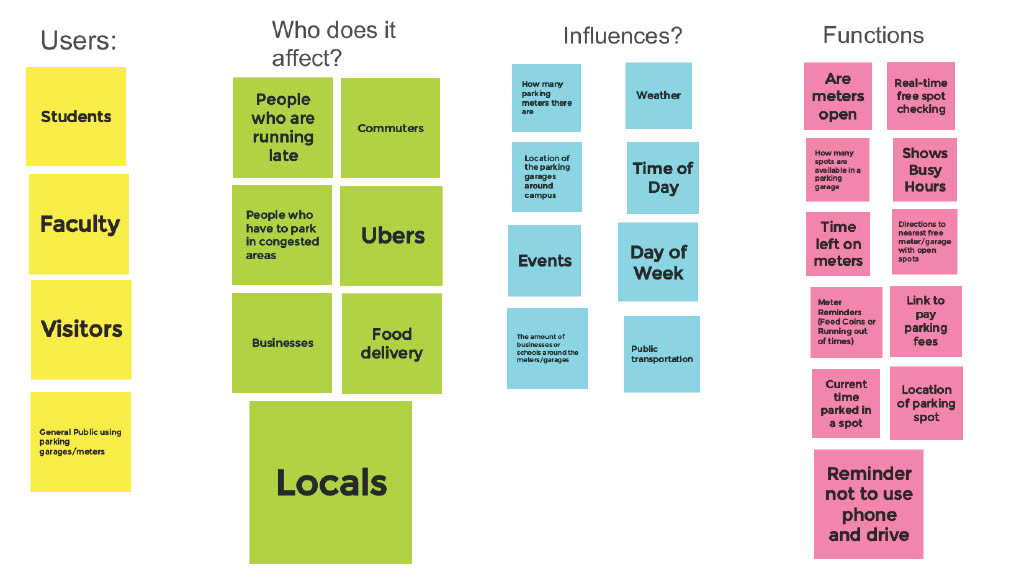 Users:
Students
Faculty
Visitors
General Public using
parking
garages/meters
Who does it
affect?
People
who are
running
late
Commuters
People who
have to park
in congested
areas
Ubers
Businesses
Food
delivery
Locals
Influences?
How many
parking
meters there
are
Weather
Location of
the parking
garages
around
campus
Time of
Day
Events
Day of
Week
The amount of
businesses or
schools around the
meters/garages
Public
transportation
Functions
Are
meters
open
Real-time
free spot
checking
How many
spots are
available in a
parking
garage
Shows
Busy
Hours
Time
left on
meters
Directions to
nearest free
meter/garage
with open
spots
Meter
Reminders
(Feed Coins or
Running out
of times)
Link to
pay
parking
fees
Current
time
parked in
a spot
Location
of parking
spot
Reminder
not to use
phone
and drive